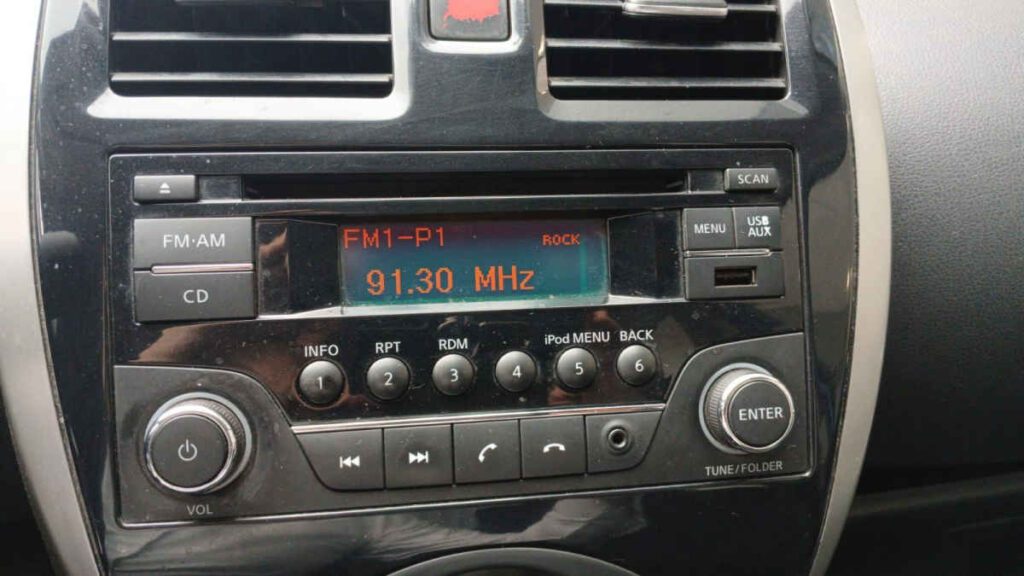 SCAN
FM·AM
CD
FM1-P1 ROCK
91.30 MHz
MENU
USB
AUX
INFO RPT RDM iPod MENU BACK
1 2 3 4 5 6
VOL
ENTER
TUNE/FOLDER